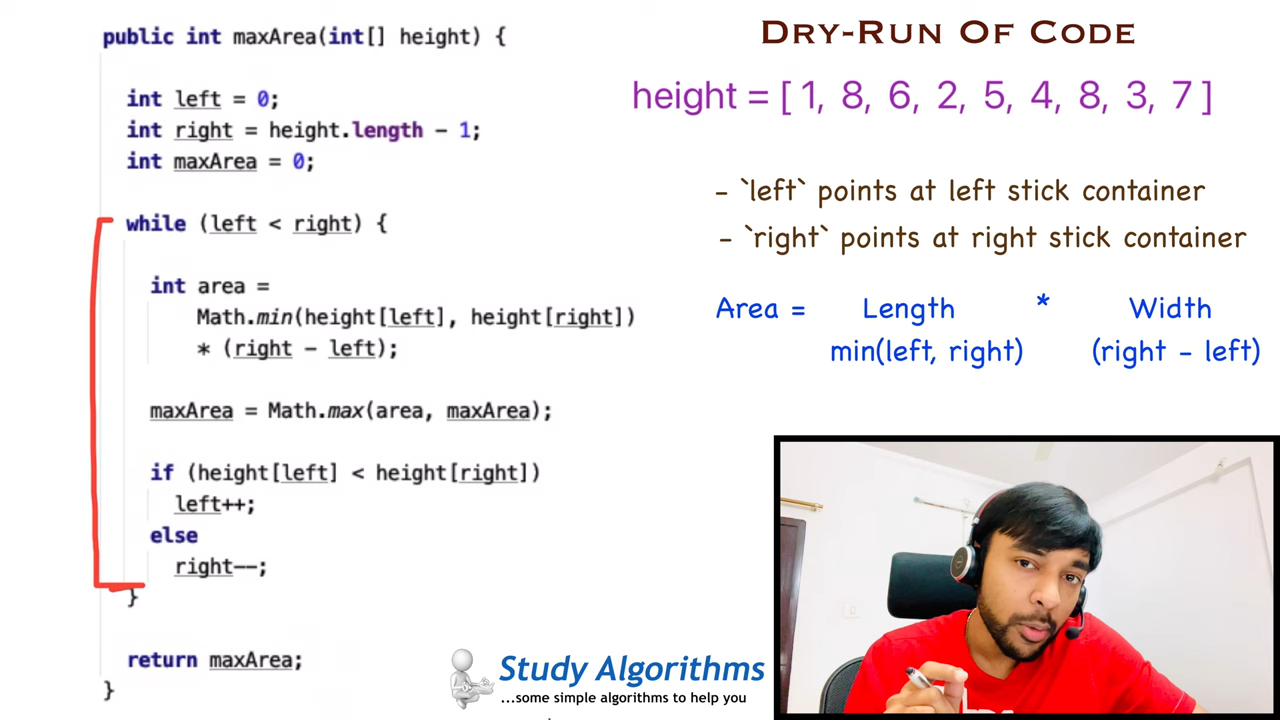 public int maxArea(int[] height) {
int left = 0;
int right = height.length - 1;
int maxArea = 0;
while (left < right) {
int area =
Math.min(height[left], height[right])
* (right - left);
maxArea = Math.max(area, maxArea);
if (height[left] < height[right])
left++;
else
right--;
}
return maxArea;
}
DRY-RUN OF CODE
height = [ 1, 8, 6, 2, 5, 4, 8, 3, 7 ]
- `left` points at left stick container
- `right` points at right stick container
Area = Length * Width
min(left, right) (right - left)
Study Algorithms
...some simple algorithms to help you